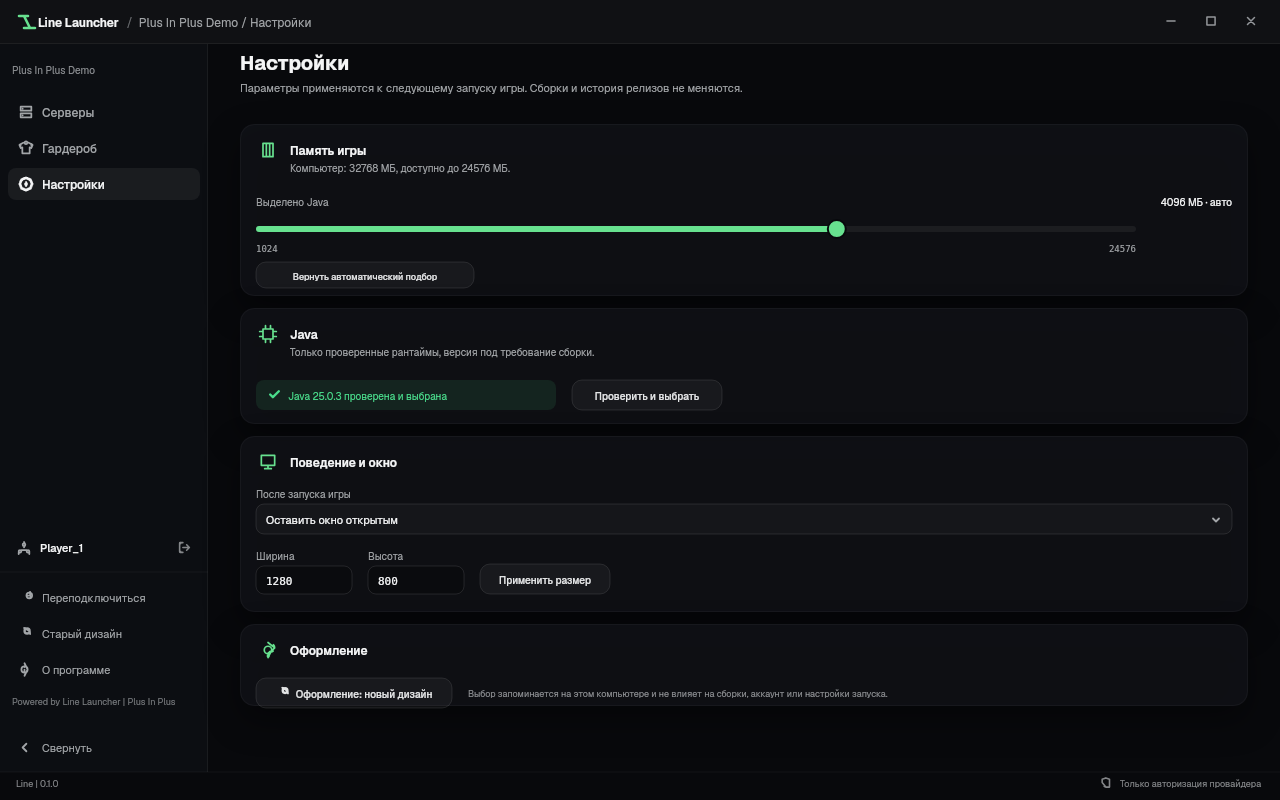 Line Launcher / Plus In Plus Demo / Настройки
Plus In Plus Demo
Серверы
Гардероб
Настройки
Player_1
Переподключиться
Старый дизайн
О программе
Powered by Line Launcher | Plus In Plus
Свернуть
Настройки
Параметры применяются к следующему запуску игры. Сборки и история релизов не меняются.
Память игры
Компьютер: 32768 МБ, доступно до 24576 МБ.
Выделено Java
4096 МБ · авто
1024
24576
Вернуть автоматический подбор
Java
Только проверенные рантаймы, версия под требование сборки.
Java 25.0.3 проверена и выбрана
Проверить и выбрать
Поведение и окно
После запуска игры
Оставить окно открытым
Ширина
Высота
1280
800
Применить размер
Оформление
Оформление: новый дизайн
Выбор запоминается на этом компьютере и не влияет на сборки, аккаунт или настройки запуска.
Line | 0.1.0
Только авторизация провайдера